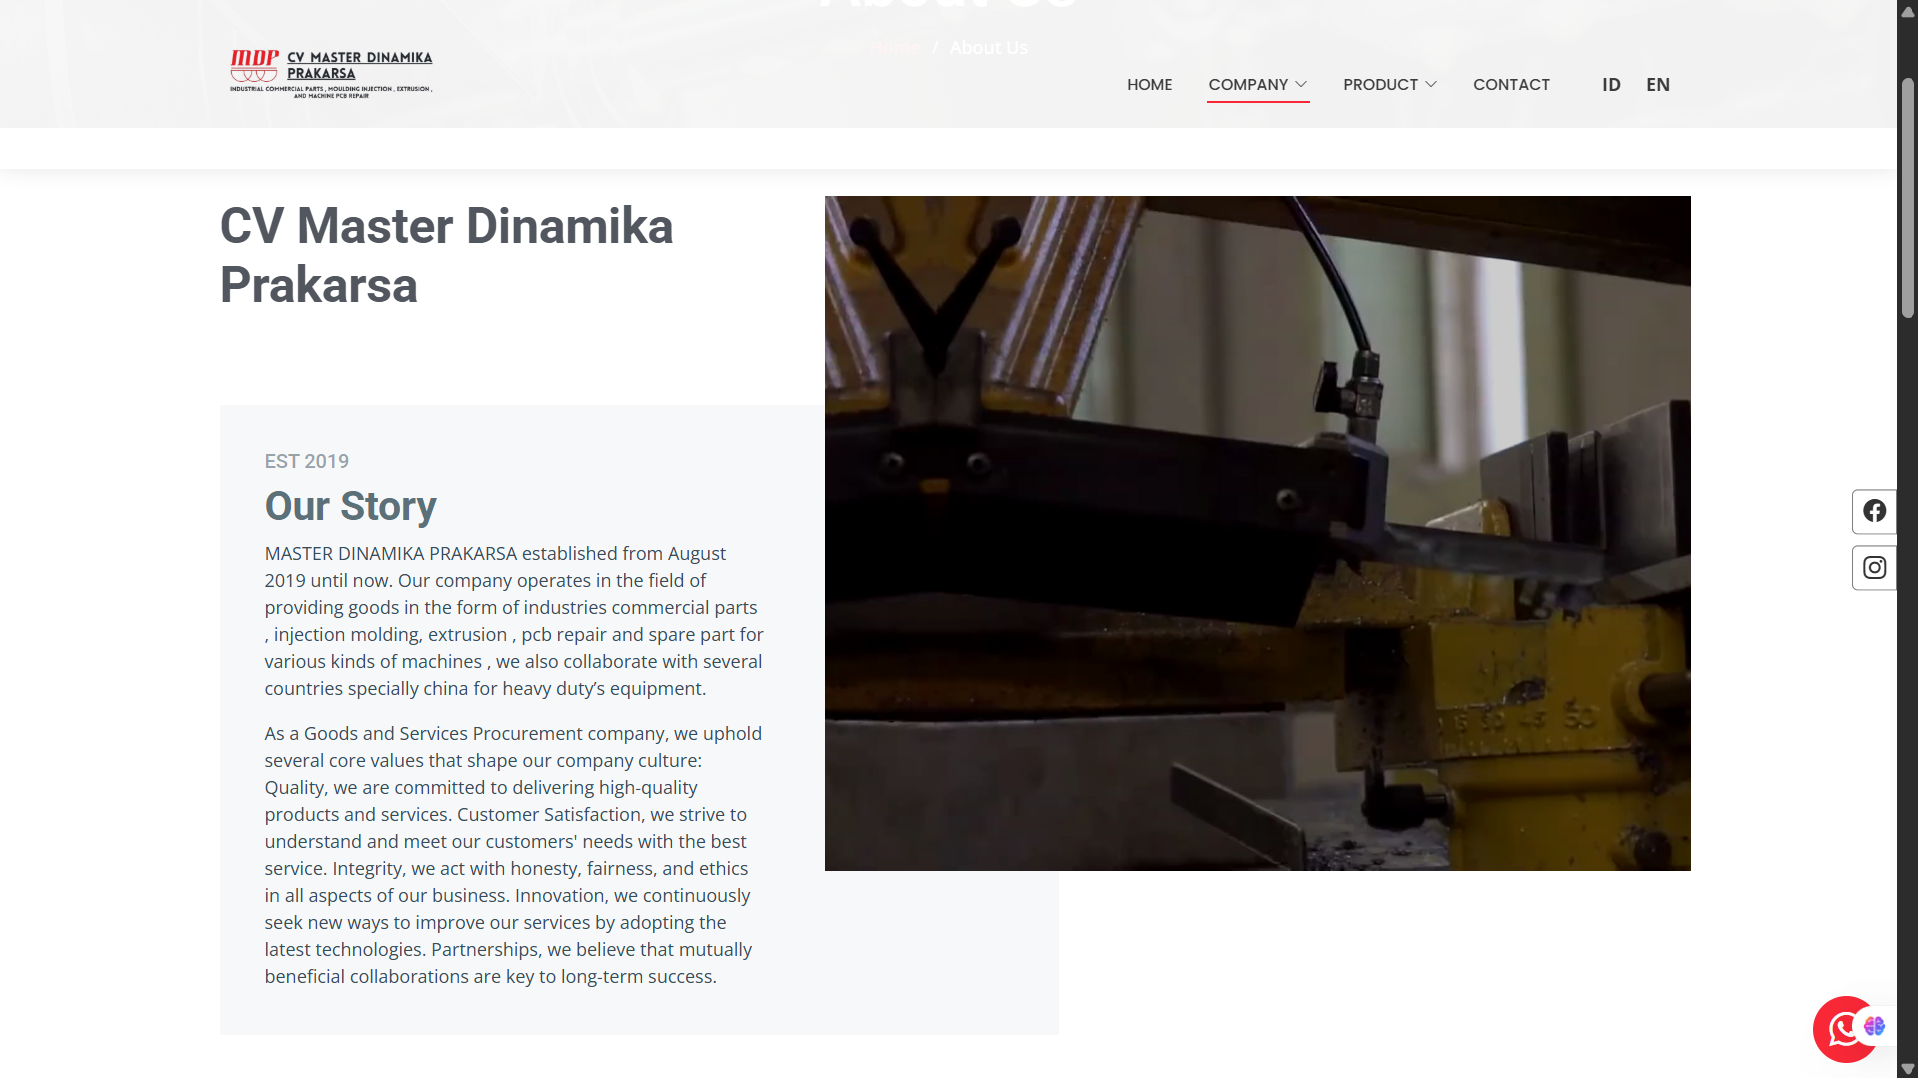 About Us
Home / About Us
MDP
CV MASTER DINAMIKA
PRAKARSA
INDUSTRIAL COMMERCIAL PARTS , MOULDING INJECTION , EXTRUSION ,
AND MACHINE PCB REPAIR
HOME COMPANY PRODUCT CONTACT ID EN
CV Master Dinamika
Prakarsa
EST 2019
Our Story
MASTER DINAMIKA PRAKARSA established from August
2019 until now. Our company operates in the field of
providing goods in the form of industries commercial parts
, injection molding, extrusion , pcb repair and spare part for
various kinds of machines , we also collaborate with several
countries specially china for heavy duty’s equipment.
As a Goods and Services Procurement company, we uphold
several core values that shape our company culture:
Quality, we are committed to delivering high-quality
products and services. Customer Satisfaction, we strive to
understand and meet our customers' needs with the best
service. Integrity, we act with honesty, fairness, and ethics
in all aspects of our business. Innovation, we continuously
seek new ways to improve our services by adopting the
latest technologies. Partnerships, we believe that mutually
beneficial collaborations are key to long-term success.